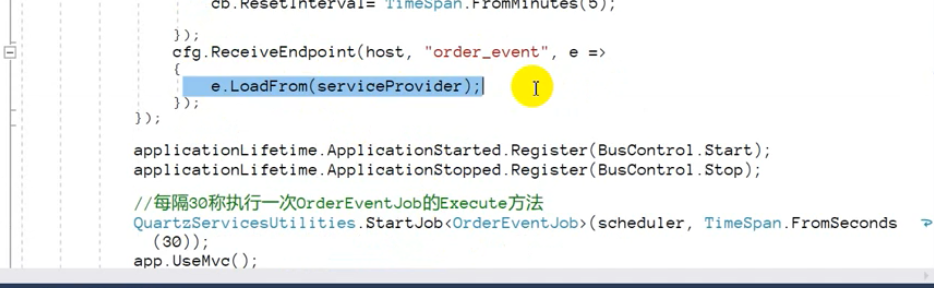 cb.ResetInterval= TimeSpan.FromMinutes(5);
});
cfg.ReceiveEndpoint(host, "order_event", e =>
{
e.LoadFrom(serviceProvider);
});
});
applicationLifetime.ApplicationStarted.Register(BusControl.Start);
applicationLifetime.ApplicationStopped.Register(BusControl.Stop);
//每隔30称执行一次OrderEventJob的Execute方法
QuartzServicesUtilities.StartJob<OrderEventJob>(scheduler, TimeSpan.FromSeconds
(30));
app.UseMvc();